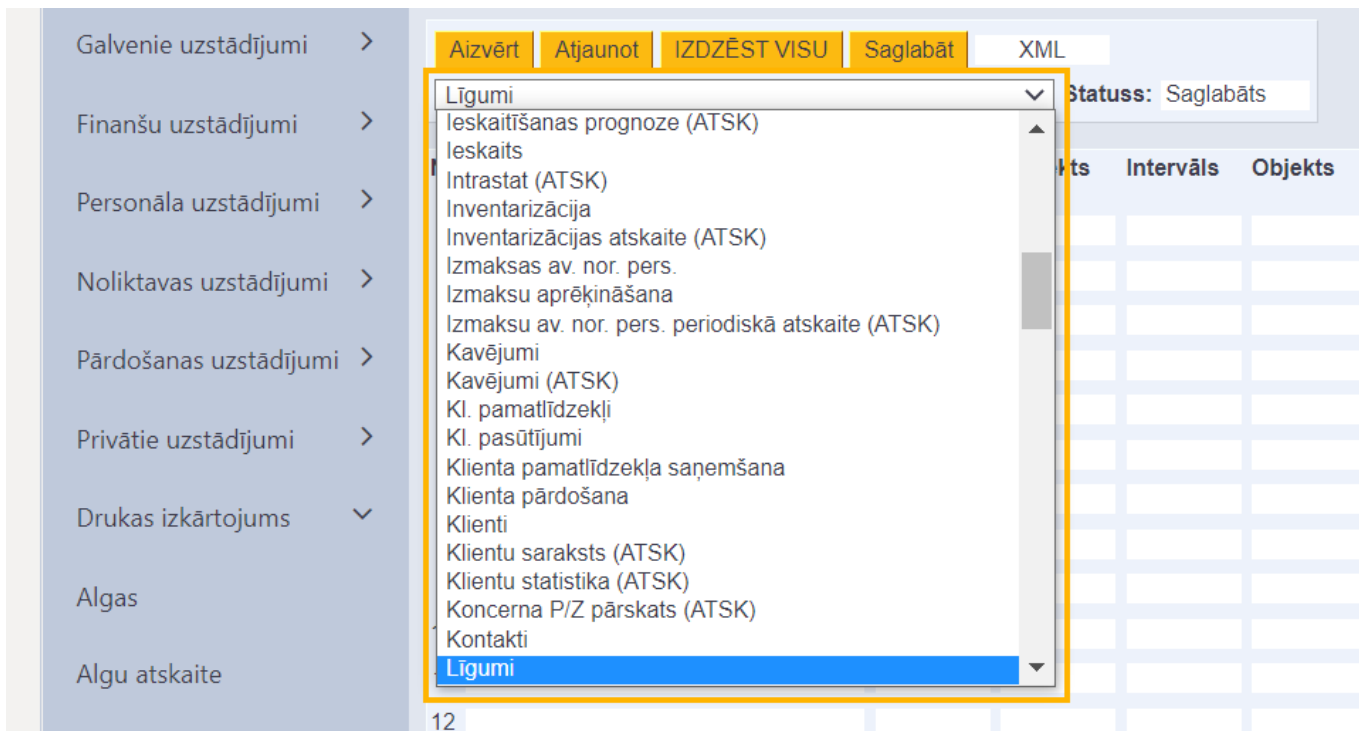 Galvenie uzstādījumi
Finanšu uzstādījumi
Personāla uzstādījumi
Noliktavas uzstādījumi
Pārdošanas uzstādījumi
Privātie uzstādījumi
Drukas izkārtojums
Algas
Algu atskaite
Aizvērt Atjaunot IZDZĒST VISU Saglabāt XML
Līgumi Statuss: Saglabāts
Ieskaitīšanas prognoze (ATSK)
Ieskaits
Intrastat (ATSK)
Inventarizācija
Inventarizācijas atskaite (ATSK)
Izmaksas av. nor. pers.
Izmaksu aprēķināšana
Izmaksu av. nor. pers. periodiskā atskaite (ATSK)
Kavējumi
Kavējumi (ATSK)
Kl. pamatlīdzekļi
Kl. pasūtījumi
Klienta pamatlīdzekļa saņemšana
Klienta pārdošana
Klienti
Klientu saraksts (ATSK)
Klientu statistika (ATSK)
Koncerna P/Z pārskats (ATSK)
Kontakti
Līgumi
Intervāls Objekts
12